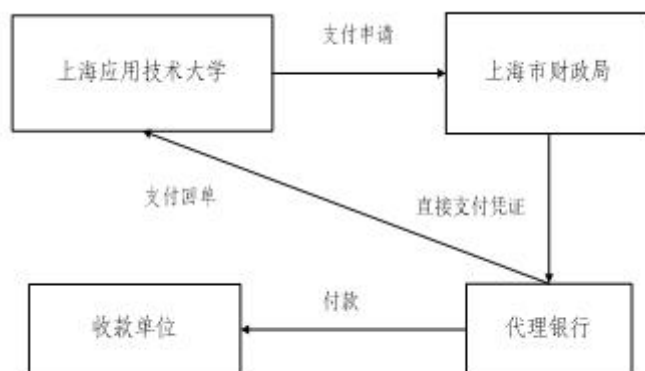 支付申请
上海应用技术大学
上海市财政局
支付回单
直接支付凭证
付款
收款单位
代理银行